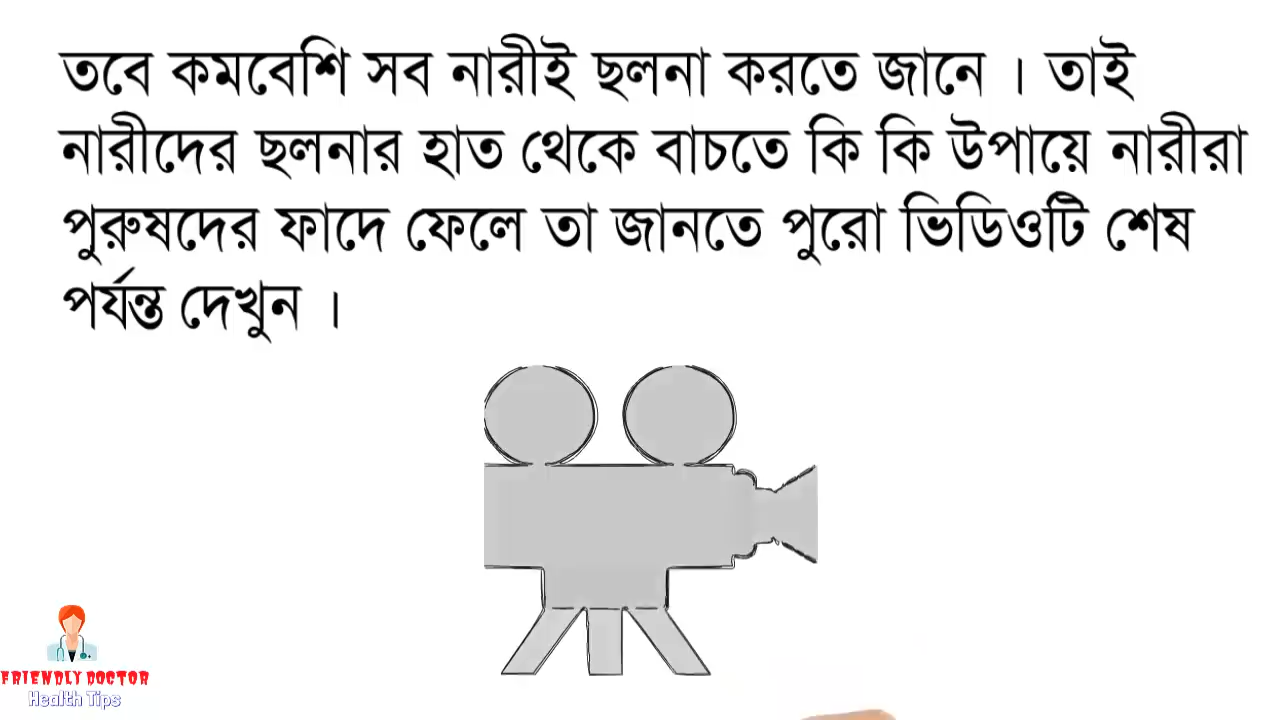 তবে কমবেশি সব নারীই ছলনা করতে জানে । তাই
নারীদের ছলনার হাত থেকে বাচতে কি কি উপায়ে নারীরা
পুরুষদের ফাদে ফেলে তা জানতে পুরো ভিডিওটি শেষ
পর্যন্ত দেখুন ।
FRIENDLY DOCTOR
Health Tips